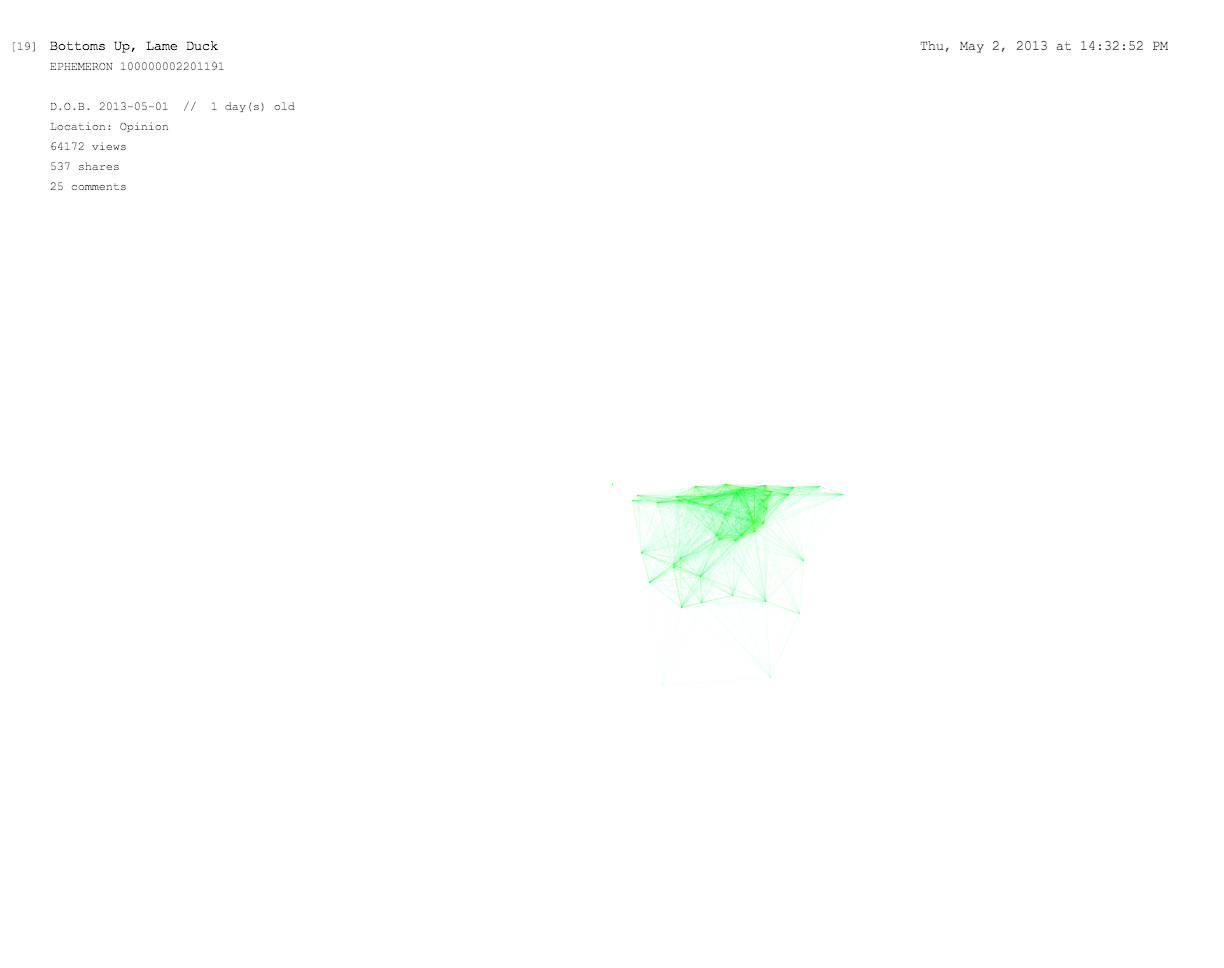 [19] Bottoms Up, Lame Duck
Thu, May 2, 2013 at 14:32:52 PM
EPHEMERON 100000002201191
D.O.B. 2013-05-01 // 1 day(s) old
Location: Opinion
64172 views
537 shares
25 comments